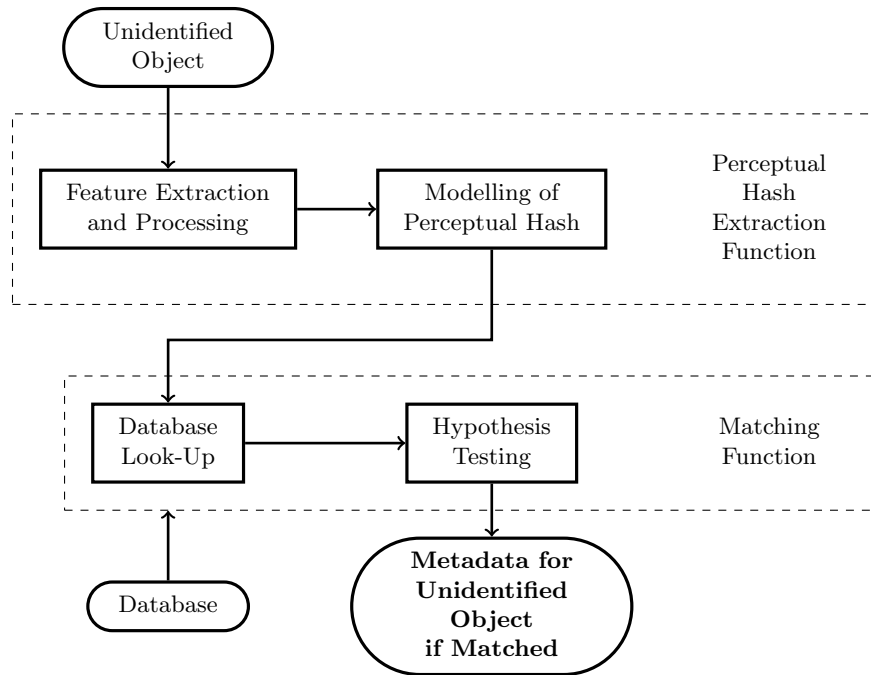 Unidentified
Object
Feature Extraction
and Processing
Modelling of
Perceptual Hash
Perceptual
Hash
Extraction
Function
Database
Look-Up
Hypothesis
Testing
Matching
Function
Database
Metadada for
Unidentified
Object
if Matched